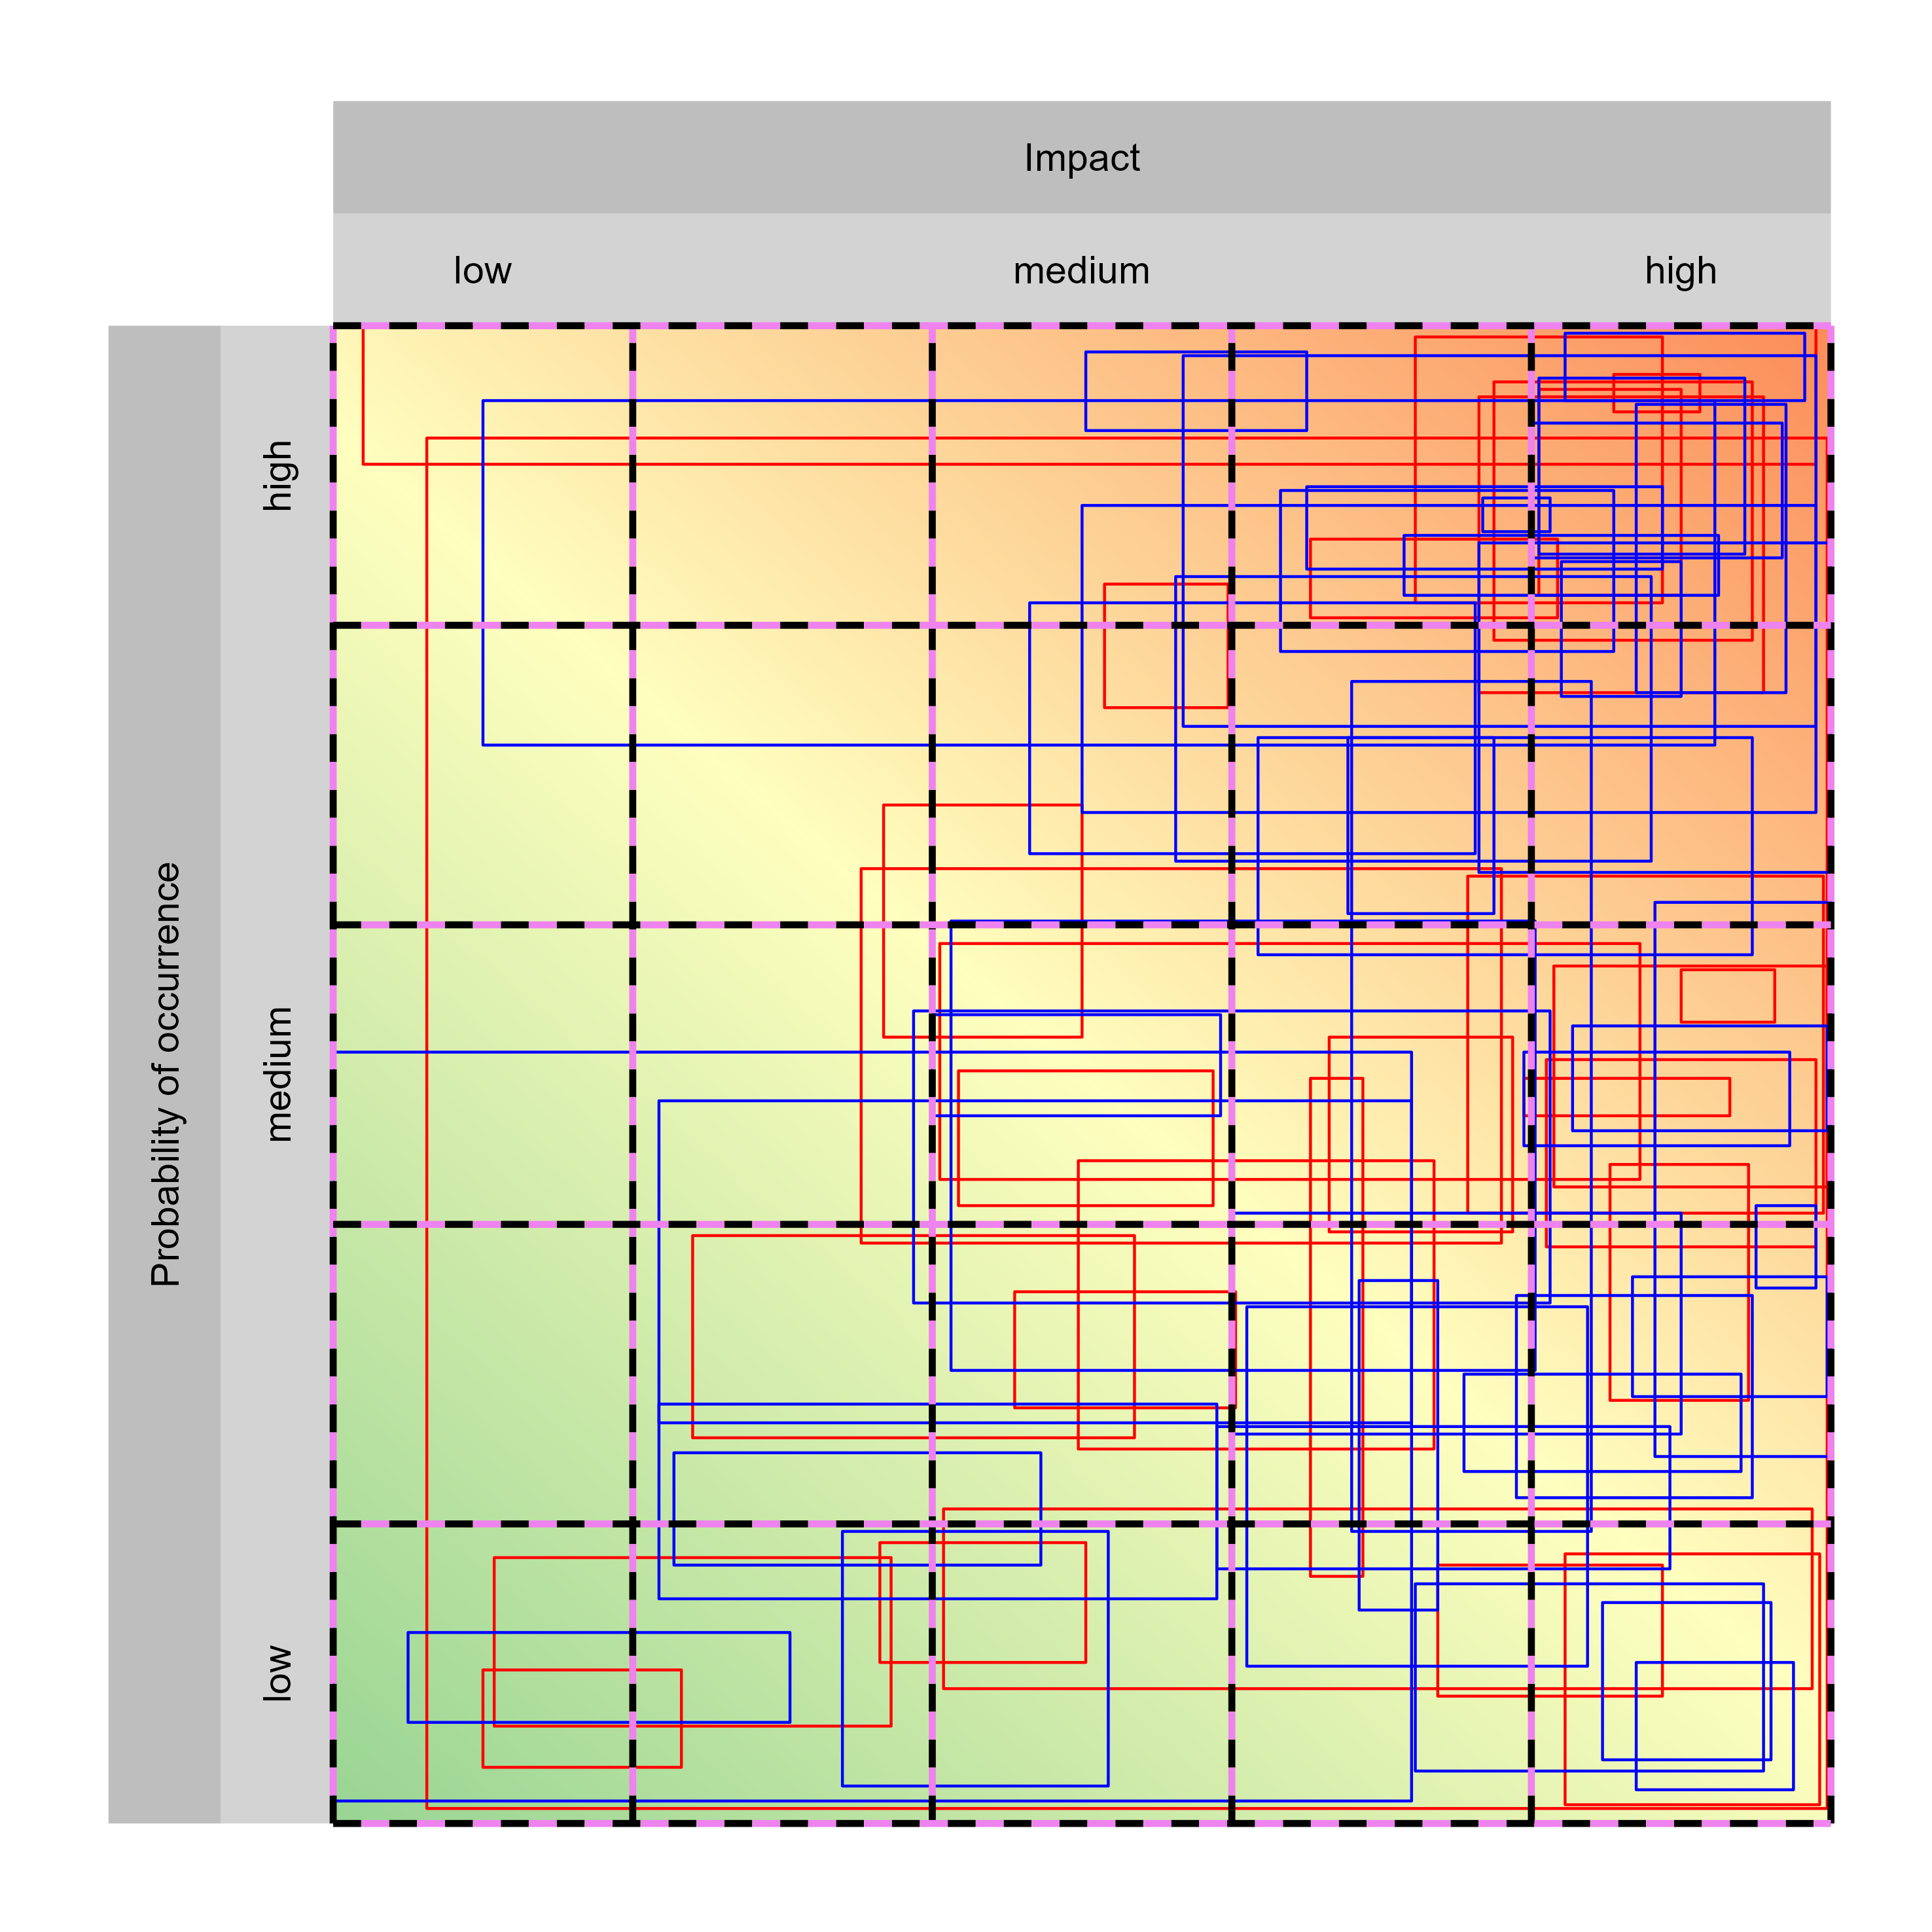 Impact
low medium high
Probability of occurrence
high
medium
low